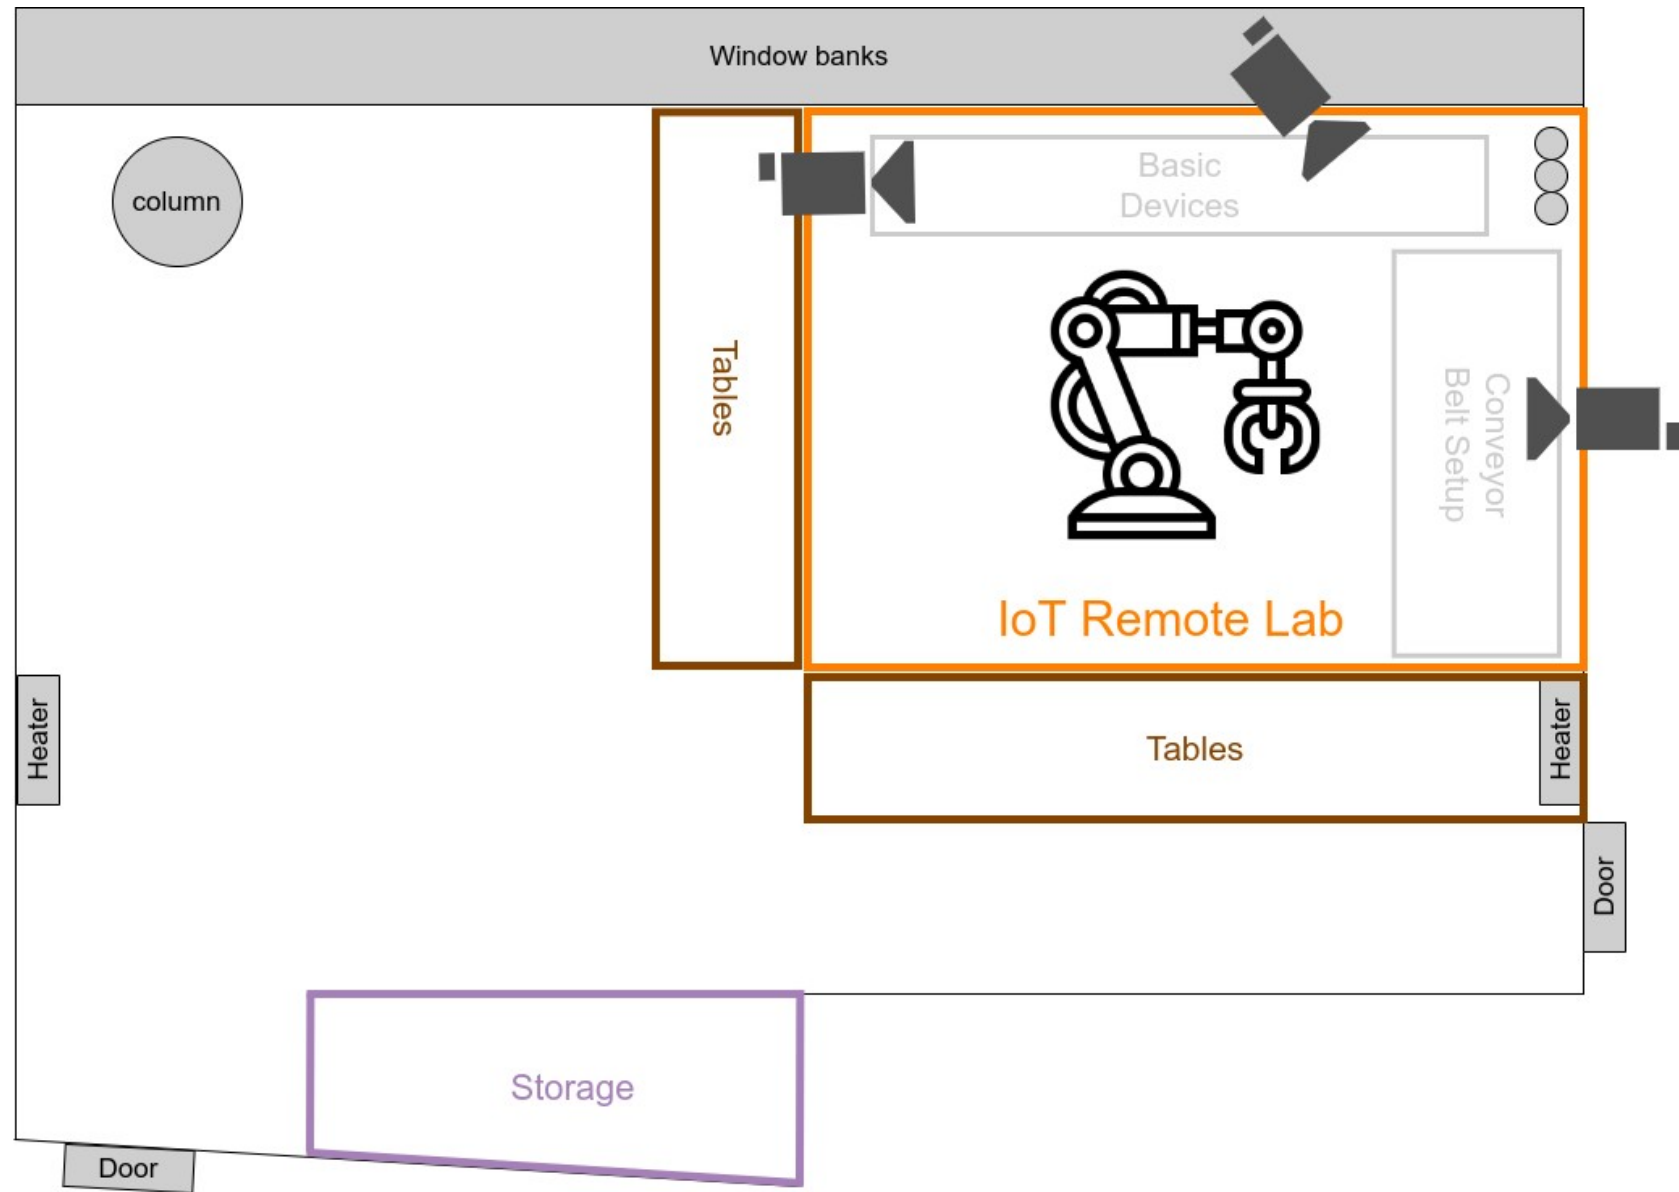 Window banks
column
Basic
Devices
Tables
Conveyor
Belt Setup
IoT Remote Lab
Heater
Tables
Heater
Door
Storage
Door